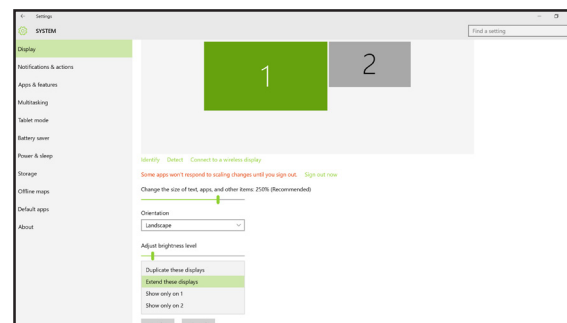 Settings
SYSTEM
Find a setting
Display
Notifications & actions
Apps & features
Multitasking
Tablet mode
Battery saver
Power & sleep
Storage
Offline maps
Default apps
About
1
2
Identify Detect Connect to a wireless display
Some apps won't respond to scaling changes until you sign out. Sign out now
Change the size of text, apps, and other items: 250% (Recommended)
Orientation
Landscape
Adjust brightness level
Duplicate these displays
Extend these displays
Show only on 1
Show only on 2